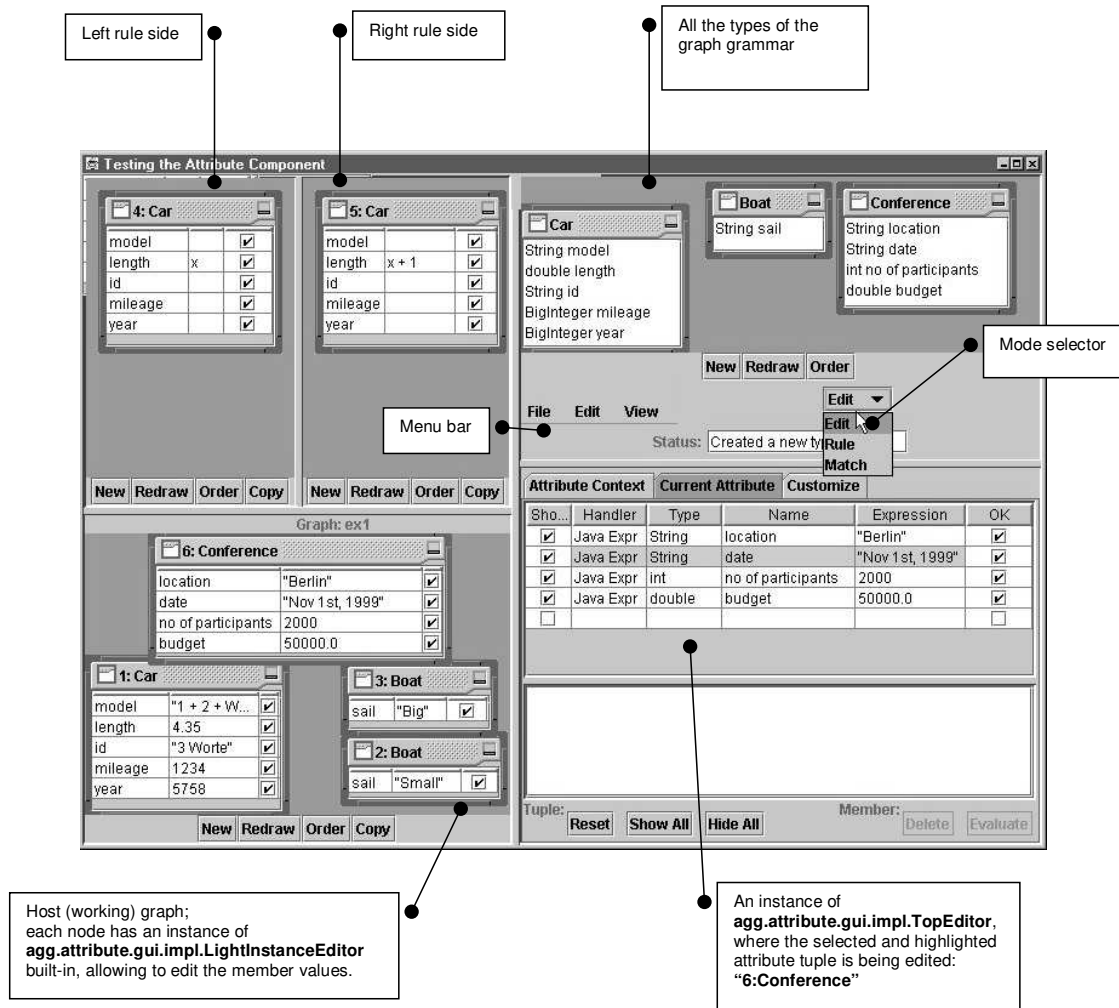 Left rule side
Right rule side
All the types of the
graph grammar
Testing the Attribute Component
4: Car
model
length x
id
mileage
year
New Redraw Order Copy
5: Car
model
length x + 1
id
mileage
year
New Redraw Order Copy
Car
String model
double length
String id
BigInteger mileage
BigInteger year
Boat
String sail
Conference
String location
String date
int no of participants
double budget
New Redraw Order
Mode selector
Menu bar
File Edit View
Edit
Edit
Rule
Match
Status: Created a new ty
Attribute Context Current Attribute Customize
Sho... Handler Type Name Expression OK
Java Expr String location "Berlin"
Java Expr String date "Nov 1st, 1999"
Java Expr int no of participants 2000
Java Expr double budget 50000.0
Graph: ex1
6: Conference
location "Berlin"
date "Nov 1st, 1999"
no of participants 2000
budget 50000.0
1: Car
model "1 + 2 + W...
length 4.35
id "3 Worte"
mileage 1234
year 5758
3: Boat
sail "Big"
2: Boat
sail "Small"
New Redraw Order Copy
Tuple: Reset Show All Hide All Member: Delete Evaluate
Host (working) graph;
each node has an instance of
agg.attribute.gui.impl.LightInstanceEditor
built-in, allowing to edit the member values.
An instance of
agg.attribute.gui.impl.TopEditor,
where the selected and highlighted
attribute tuple is being edited:
“6:Conference”